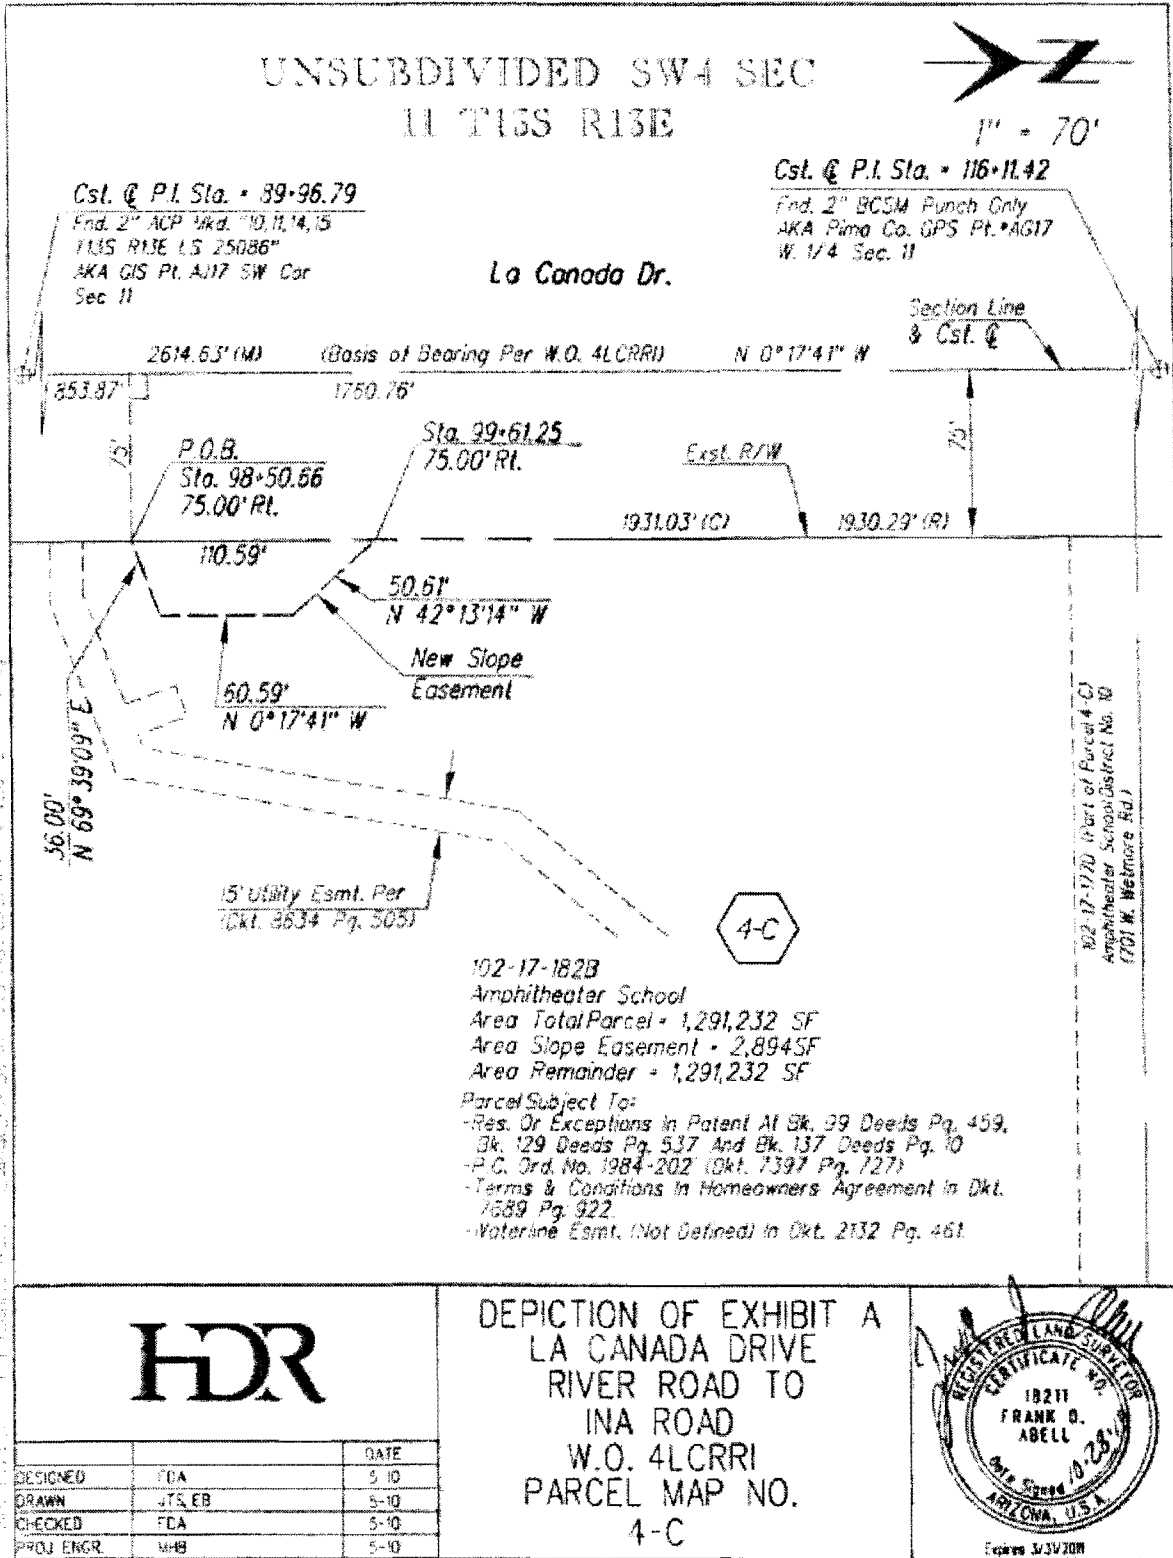 UNSUBDIVIDED SW4 SEC
11 T13S R13E
Z
1" = 70'
Cst. ℄ P.I. Sta. = 89+96.79
Fnd. 2" ACP Mkd. "10,11,14,15
T13S R13E LS 25086"
AKA GIS Pt. AJ17 SW Cor
Sec 11
Cst. ℄ P.I. Sta. = 116+11.42
Fnd. 2" BCSM Punch Only
AKA Pima Co. GPS Pt.*AG17
W. 1/4 Sec. 11
La Canada Dr.
Section Line
& Cst. ℄
2614.63' (M) (Basis of Bearing Per W.O. 4LCRRI) N 0°17'41" W
853.87' 1760.76'
75'
75'
P.O.B.
Sta. 98+50.66
75.00' Rt.
Sta. 99+61.25
75.00' Rt.
Exst. R/W
1931.03' (C) 1930.29' (R)
110.59'
50.61'
N 42°13'14" W
New Slope
Easement
60.59'
N 0°17'41" W
56.00'
N 69°39'09" E
15' Utility Esmt. Per
(Dkt. 8634 Pg. 505)
102-17-177D (Part of Parcel 4-C)
Amphitheater School District No. 10
(701 W. Wetmore Rd.)
4-C
102-17-182B
Amphitheater School
Area Total Parcel = 1,291,232 SF
Area Slope Easement = 2,894SF
Area Remainder = 1,291,232 SF
Parcel Subject To:
-Res. Or Exceptions in Patent At Bk. 99 Deeds Pg. 459,
Bk. 129 Deeds Pg. 537 And Bk. 137 Deeds Pg. 10
-P.C. Ord. No. 1984-202 (Dkt. 7397 Pg. 727)
-Terms & Conditions In Homeowners Agreement in Dkt.
7689 Pg. 922
-Waterline Esmt. (Not Defined) in Dkt. 2132 Pg. 461
HDR
DATE
DESIGNED FDA 5-10
DRAWN JTS, EB 5-10
CHECKED FDA 5-10
PROJ ENGR. MHB 5-10
DEPICTION OF EXHIBIT A
LA CANADA DRIVE
RIVER ROAD TO
INA ROAD
W.O. 4LCRRI
PARCEL MAP NO.
4-C
REGISTERED LAND SURVEYOR
CERTIFICATE NO.
18211
FRANK D.
ABELL
Date Signed
ARIZONA, U.S.A.
Expires 3/31/2011